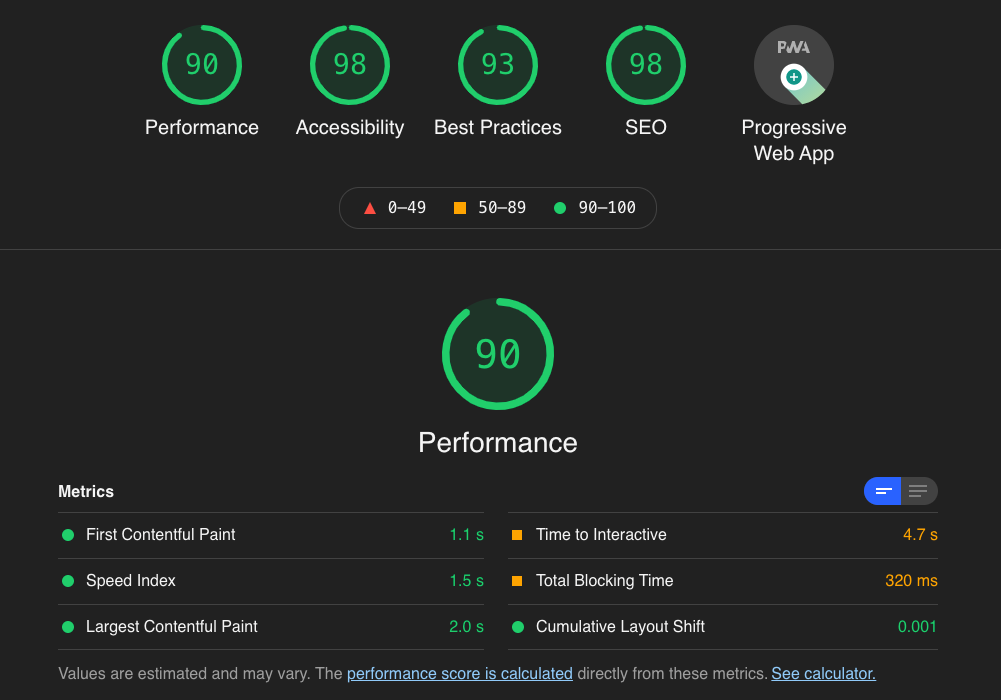 90 98 93 98 PWA
Performance Accessibility Best Practices SEO Progressive
Web App
0–49 50–89 90–100
90
Performance
Metrics
First Contentful Paint 1.1 s Time to Interactive 4.7 s
Speed Index 1.5 s Total Blocking Time 320 ms
Largest Contentful Paint 2.0 s Cumulative Layout Shift 0.001
Values are estimated and may vary. The performance score is calculated directly from these metrics. See calculator.